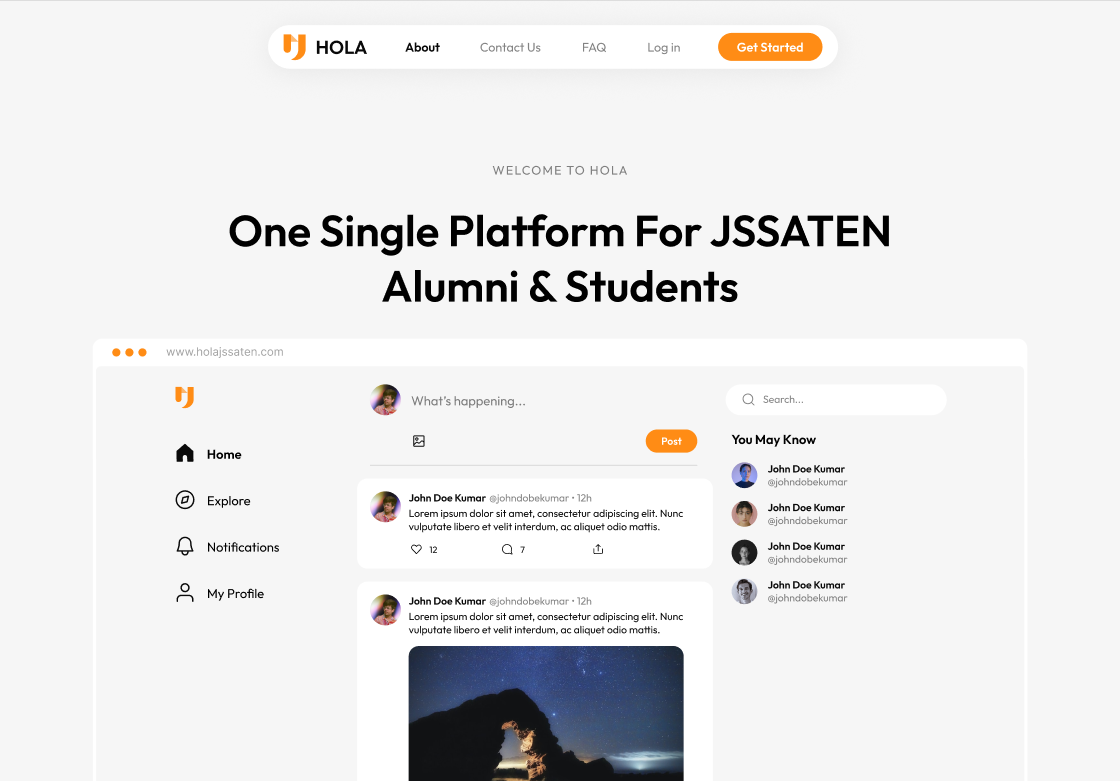 HOLA
About
Contact Us
FAQ
Log in
Get Started
WELCOME TO HOLA
One Single Platform For JSSATEN
Alumni & Students
www.holajssaten.com
Home
Explore
Notifications
My Profile
What's happening...
Post
John Doe Kumar @johndobekumar • 12h
Lorem ipsum dolor sit amet, consectetur adipiscing elit. Nunc
vulputate libero et velit interdum, ac aliquet odio mattis.
12
7
John Doe Kumar @johndobekumar • 12h
Lorem ipsum dolor sit amet, consectetur adipiscing elit. Nunc
vulputate libero et velit interdum, ac aliquet odio mattis.
Search...
You May Know
John Doe Kumar
@johndobekumar
John Doe Kumar
@johndobekumar
John Doe Kumar
@johndobekumar
John Doe Kumar
@johndobekumar